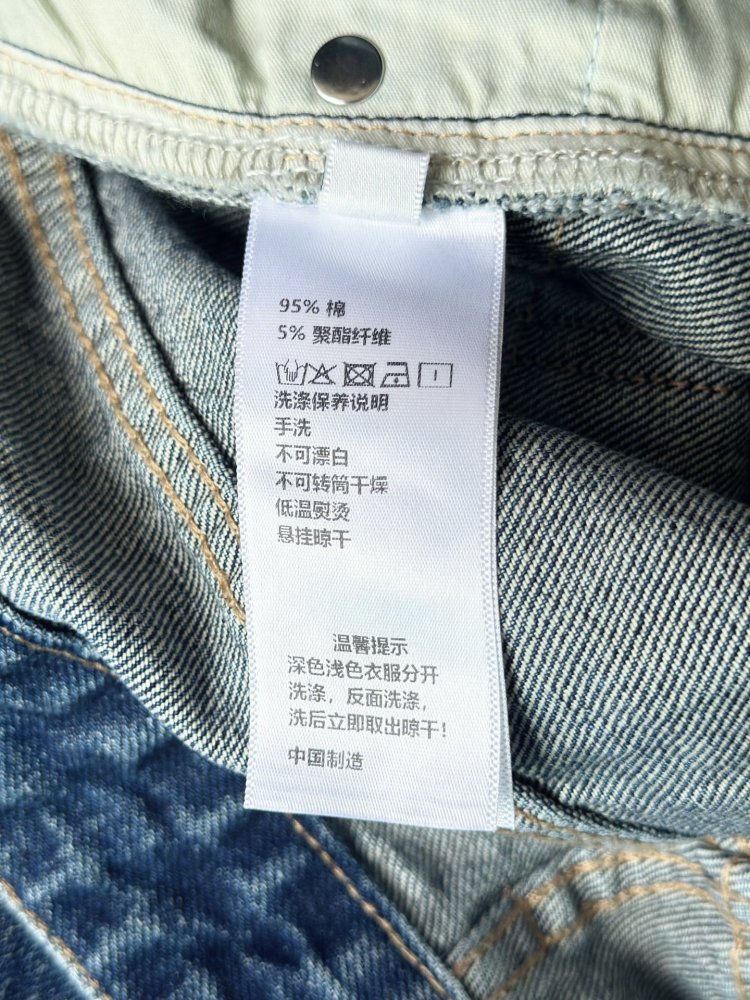 95% 棉
5% 聚酯纤维
洗涤保养说明
手洗
不可漂白
不可转筒干燥
低温熨烫
悬挂晾干
温馨提示
深色浅色衣服分开
洗涤，反面洗涤，
洗后立即取出晾干！
中国制造